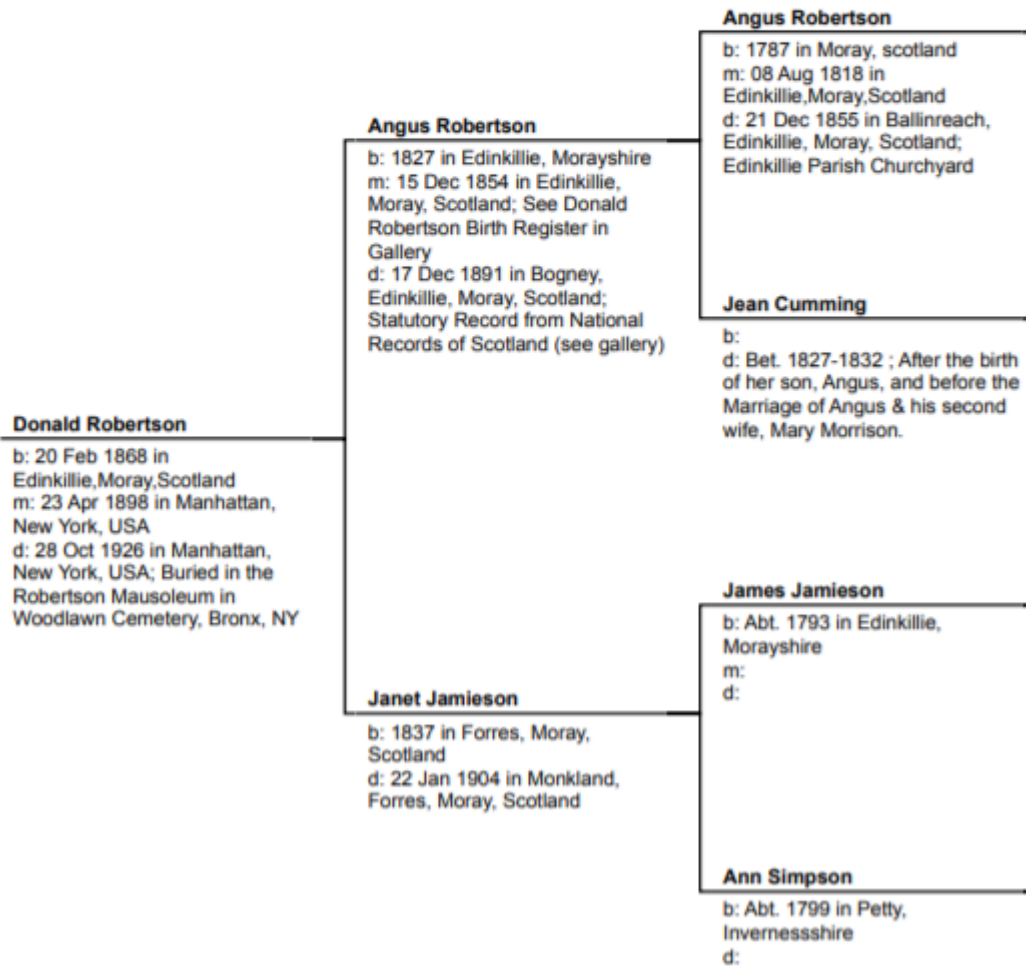 Angus Robertson
b: 1787 in Moray, scotland
m: 08 Aug 1818 in
Edinkillie,Moray,Scotland
d: 21 Dec 1855 in Ballinreach,
Edinkillie, Moray, Scotland;
Edinkillie Parish Churchyard
Angus Robertson
b: 1827 in Edinkillie, Morayshire
m: 15 Dec 1854 in Edinkillie,
Moray, Scotland; See Donald
Robertson Birth Register in
Gallery
d: 17 Dec 1891 in Bogney,
Edinkillie, Moray, Scotland;
Statutory Record from National
Records of Scotland (see gallery)
Jean Cumming
b:
d: Bet. 1827-1832 ; After the birth
of her son, Angus, and before the
Marriage of Angus & his second
wife, Mary Morrison.
Donald Robertson
b: 20 Feb 1868 in
Edinkillie,Moray,Scotland
m: 23 Apr 1898 in Manhattan,
New York, USA
d: 28 Oct 1926 in Manhattan,
New York, USA; Buried in the
Robertson Mausoleum in
Woodlawn Cemetery, Bronx, NY
James Jamieson
b: Abt. 1793 in Edinkillie,
Morayshire
m:
d:
Janet Jamieson
b: 1837 in Forres, Moray,
Scotland
d: 22 Jan 1904 in Monkland,
Forres, Moray, Scotland
Ann Simpson
b: Abt. 1799 in Petty,
Invernessshire
d: